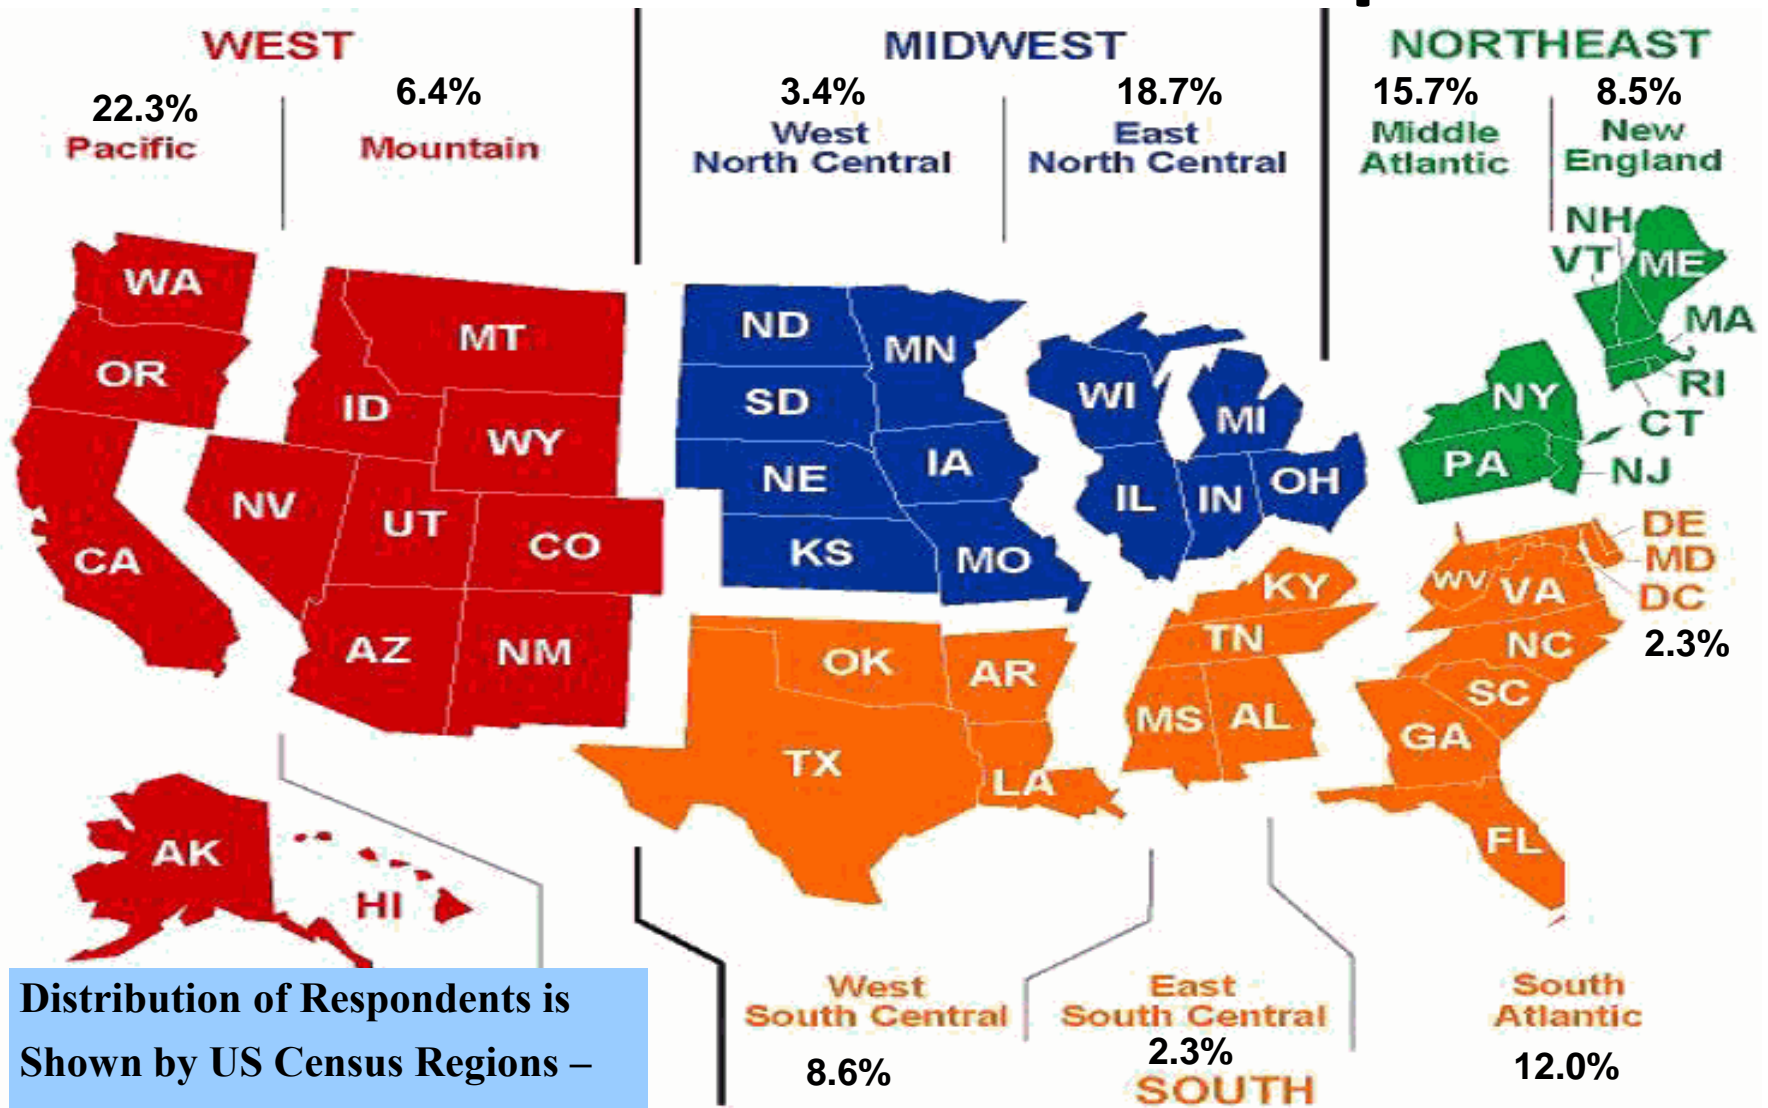 WEST
MIDWEST
NORTHEAST
22.3%
6.4%
3.4%
18.7%
15.7%
8.5%
Pacific
Mountain
West
North Central
East
North Central
Middle
Atlantic
New
England
NH
VT
ME
MA
RI
CT
NJ
NY
PA
WA
OR
CA
MT
ID
WY
NV
UT
CO
AZ
NM
AK
HI
ND
MN
SD
NE
IA
KS
MO
WI
MI
IL
IN
OH
DE
MD
DC
2.3%
WV
VA
NC
SC
GA
FL
KY
TN
MS
AL
OK
AR
TX
LA
West
South Central
8.6%
East
South Central
2.3%
South
Atlantic
12.0%
SOUTH
Distribution of Respondents is
Shown by US Census Regions –